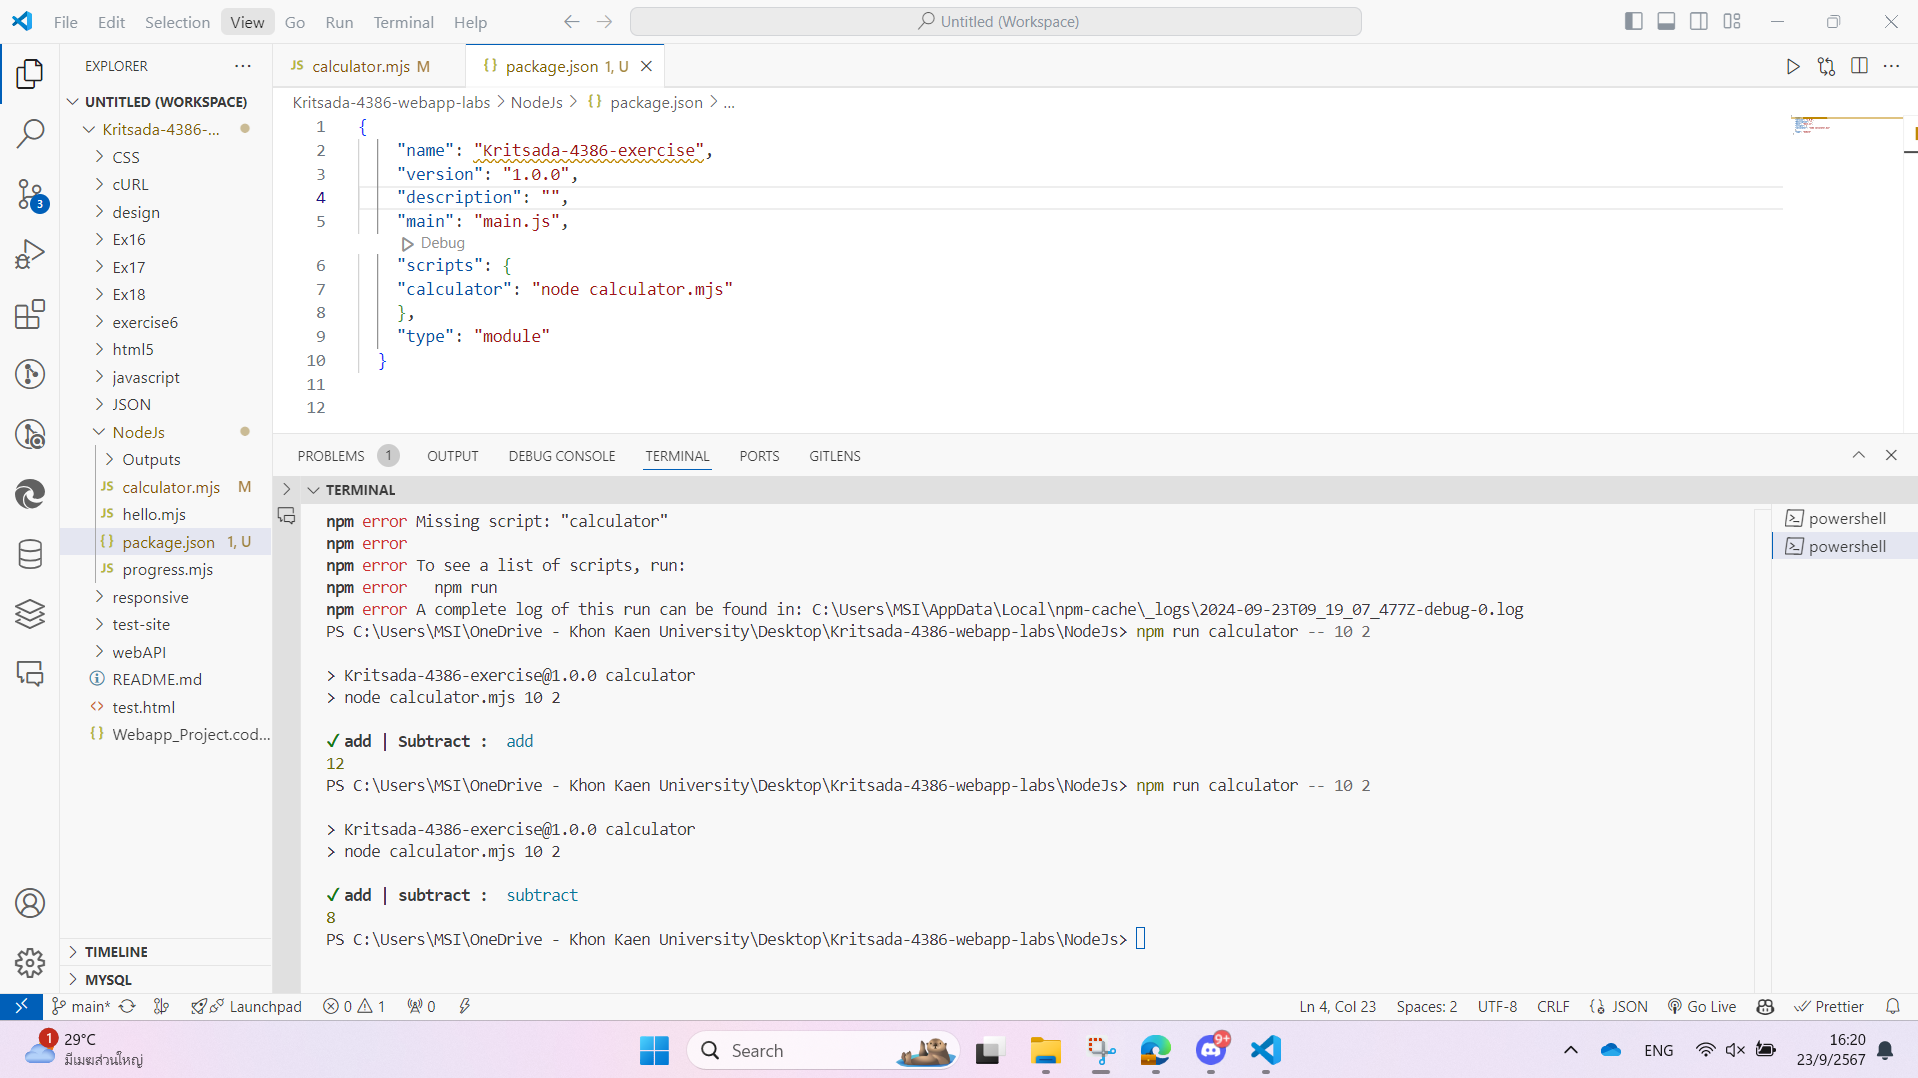 File Edit Selection View Go Run Terminal Help
Untitled (Workspace)
EXPLORER
JS calculator.mjs M
{} package.json 1, U
UNTITLED (WORKSPACE)
Kritsada-4386-...
CSS
cURL
design
Ex16
Ex17
Ex18
exercise6
html5
javascript
JSON
NodeJs
Outputs
JS calculator.mjs M
JS hello.mjs
{} package.json 1, U
JS progress.mjs
responsive
test-site
webAPI
README.md
test.html
{} Webapp_Project.cod...
TIMELINE
MYSQL
3
Kritsada-4386-webapp-labs > NodeJs > {} package.json > ...
1 {
2 "name": "Kritsada-4386-exercise",
3 "version": "1.0.0",
4 "description": "",
5 "main": "main.js",
Debug
6 "scripts": {
7 "calculator": "node calculator.mjs"
8 },
9 "type": "module"
10 }
11
12
PROBLEMS 1 OUTPUT DEBUG CONSOLE TERMINAL PORTS GITLENS
TERMINAL
npm error Missing script: "calculator"
npm error
npm error To see a list of scripts, run:
npm error npm run
npm error A complete log of this run can be found in: C:\Users\MSI\AppData\Local\npm-cache\_logs\2024-09-23T09_19_07_477Z-debug-0.log
PS C:\Users\MSI\OneDrive - Khon Kaen University\Desktop\Kritsada-4386-webapp-labs\NodeJs> npm run calculator -- 10 2
> Kritsada-4386-exercise@1.0.0 calculator
> node calculator.mjs 10 2
✓ add | Subtract : add
12
PS C:\Users\MSI\OneDrive - Khon Kaen University\Desktop\Kritsada-4386-webapp-labs\NodeJs> npm run calculator -- 10 2
> Kritsada-4386-exercise@1.0.0 calculator
> node calculator.mjs 10 2
✓ add | subtract : subtract
8
PS C:\Users\MSI\OneDrive - Khon Kaen University\Desktop\Kritsada-4386-webapp-labs\NodeJs>
powershell
powershell
main* Launchpad 0 1 0
Ln 4, Col 23 Spaces: 2 UTF-8 CRLF {} JSON Go Live Prettier
1
29°C
มีเมฆส่วนใหญ่
Search
9+
ENG
16:20
23/9/2567